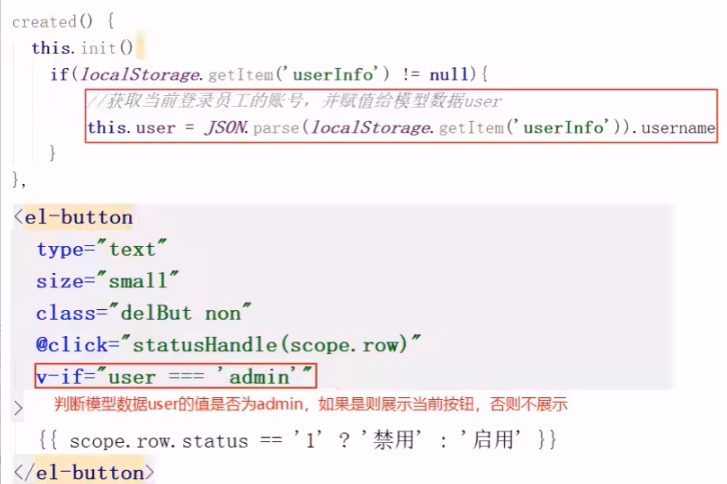 created() {
this.init()
if(localStorage.getItem('userInfo') != null){
//获取当前登录员工的账号，并赋值给模型数据user
this.user = JSON.parse(localStorage.getItem('userInfo')).username
}
},
<el-button
type="text"
size="small"
class="delBut non"
@click="statusHandle(scope.row)"
v-if="user === 'admin'"
>
判断模型数据user的值是否为admin，如果是则展示当前按钮，否则不展示
{{ scope.row.status == '1' ? '禁用' : '启用' }}
</el-button>